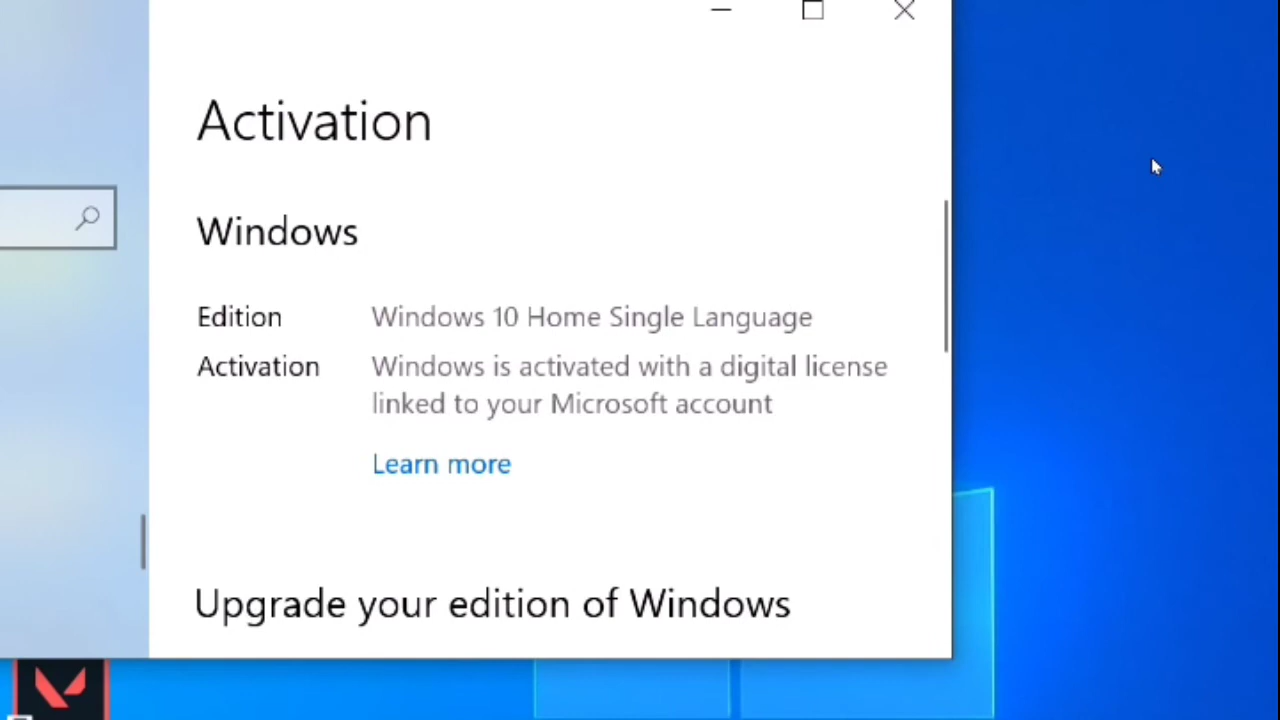 Activation
Windows
Edition Windows 10 Home Single Language
Activation Windows is activated with a digital license
linked to your Microsoft account
Learn more
Upgrade your edition of Windows